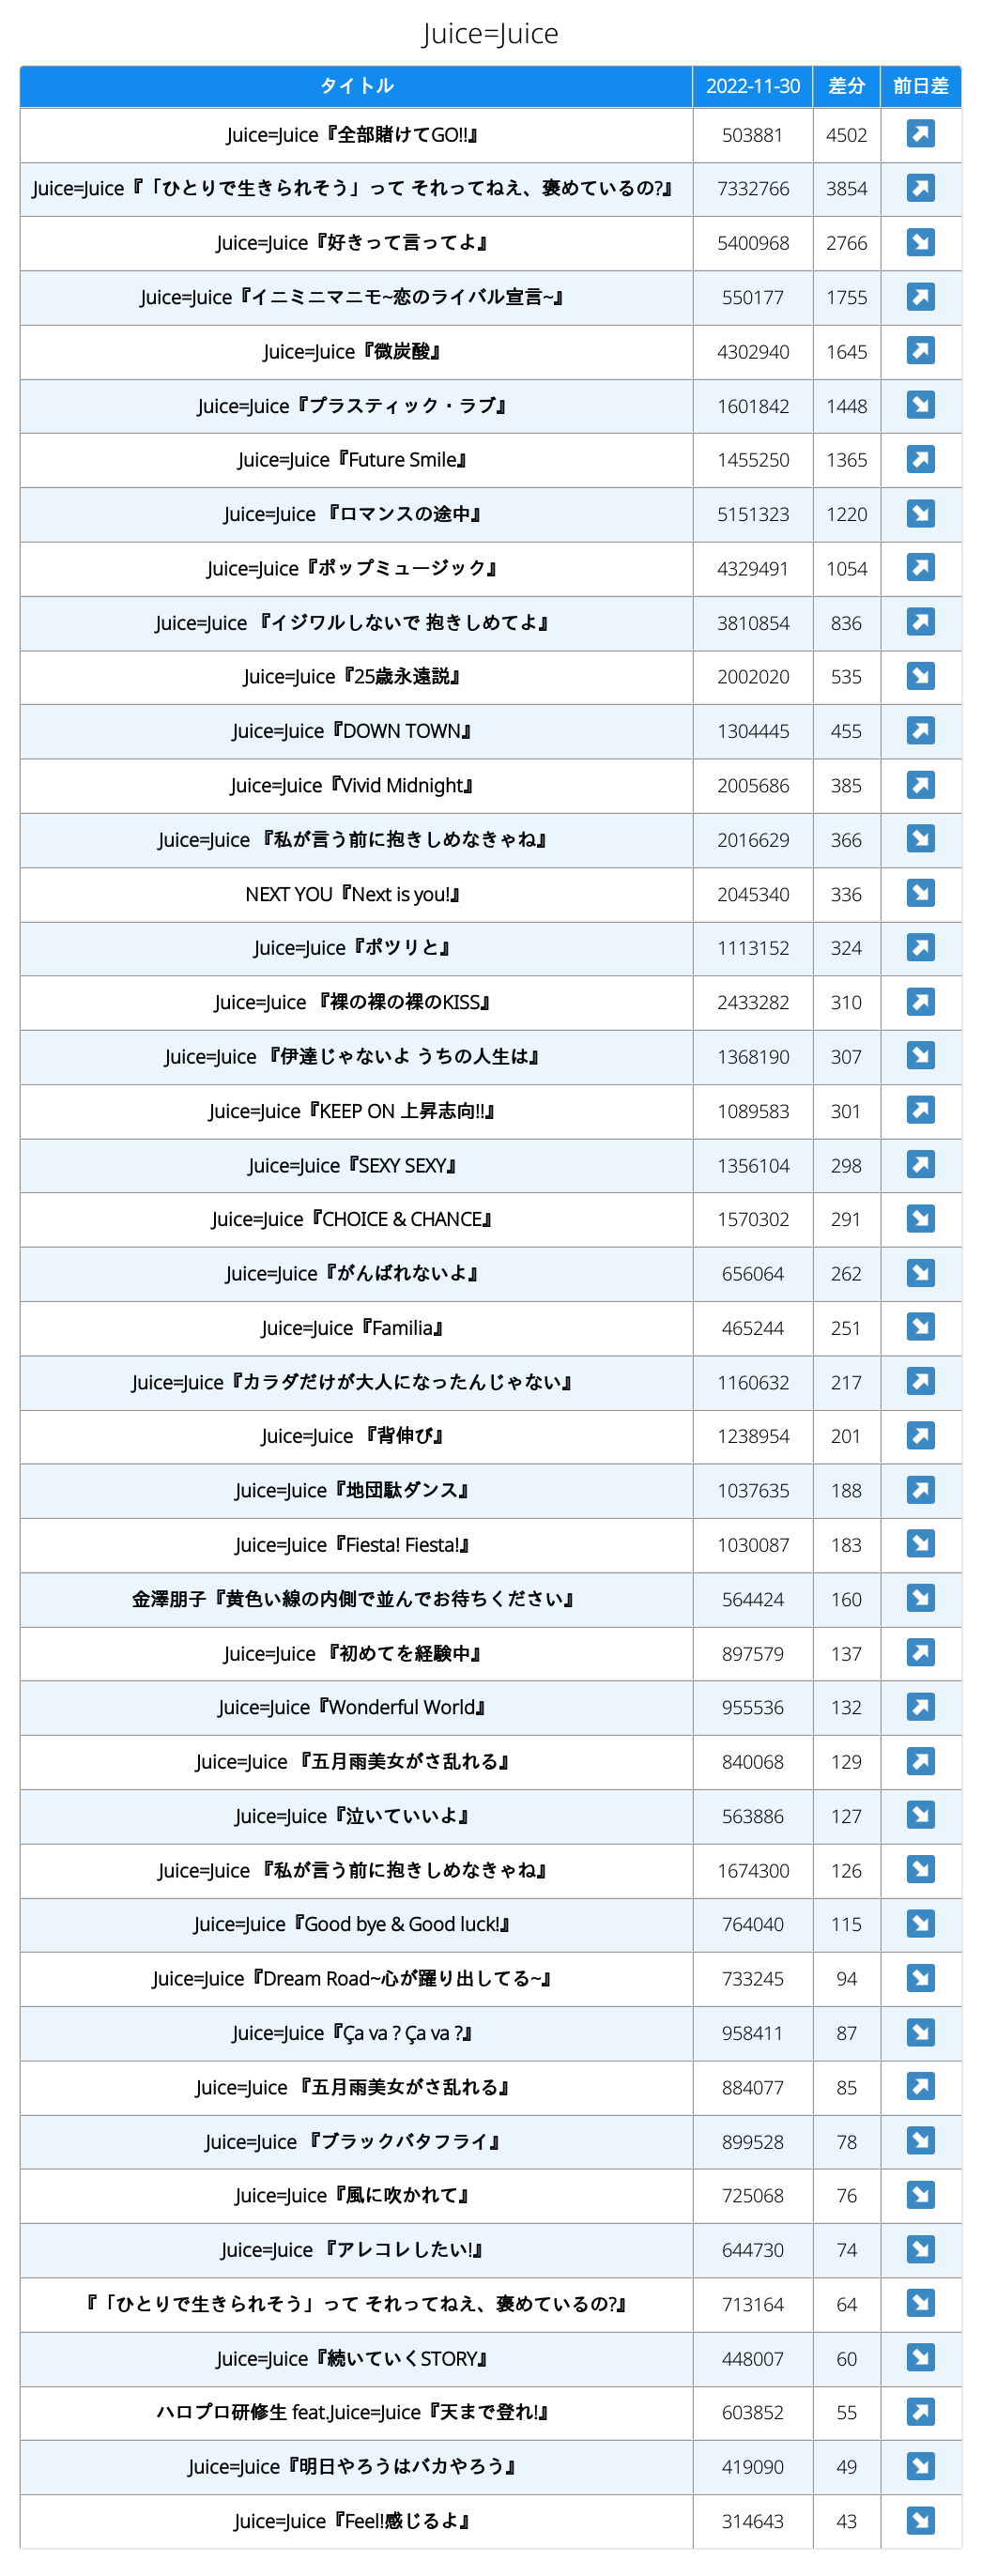 Juice=Juice
タイトル 2022-11-30 差分 前日差
Juice=Juice『全部賭けてGO!!』 503881 4502 ↗
Juice=Juice『「ひとりで生きられそう」って それってねえ、褒めているの?』 7332766 3854 ↗
Juice=Juice『好きって言ってよ』 5400968 2766 ↘
Juice=Juice『イニミニマニモ~恋のライバル宣言~』 550177 1755 ↗
Juice=Juice『微炭酸』 4302940 1645 ↗
Juice=Juice『プラスティック・ラブ』 1601842 1448 ↘
Juice=Juice『Future Smile』 1455250 1365 ↗
Juice=Juice 『ロマンスの途中』 5151323 1220 ↘
Juice=Juice『ポップミュージック』 4329491 1054 ↗
Juice=Juice 『イジワルしないで 抱きしめてよ』 3810854 836 ↗
Juice=Juice『25歳永遠説』 2002020 535 ↘
Juice=Juice『DOWN TOWN』 1304445 455 ↗
Juice=Juice『Vivid Midnight』 2005686 385 ↗
Juice=Juice 『私が言う前に抱きしめなきゃね』 2016629 366 ↘
NEXT YOU『Next is you!』 2045340 336 ↘
Juice=Juice『ポツリと』 1113152 324 ↗
Juice=Juice 『裸の裸の裸のKISS』 2433282 310 ↗
Juice=Juice 『伊達じゃないよ うちの人生は』 1368190 307 ↘
Juice=Juice『KEEP ON 上昇志向!!』 1089583 301 ↗
Juice=Juice『SEXY SEXY』 1356104 298 ↗
Juice=Juice『CHOICE & CHANCE』 1570302 291 ↘
Juice=Juice『がんばれないよ』 656064 262 ↘
Juice=Juice『Familia』 465244 251 ↘
Juice=Juice『カラダだけが大人になったんじゃない』 1160632 217 ↗
Juice=Juice 『背伸び』 1238954 201 ↗
Juice=Juice『地団駄ダンス』 1037635 188 ↗
Juice=Juice『Fiesta! Fiesta!』 1030087 183 ↘
金澤朋子『黄色い線の内側で並んでお待ちください』 564424 160 ↘
Juice=Juice 『初めてを経験中』 897579 137 ↗
Juice=Juice『Wonderful World』 955536 132 ↗
Juice=Juice 『五月雨美女がさ乱れる』 840068 129 ↗
Juice=Juice『泣いていいよ』 563886 127 ↘
Juice=Juice 『私が言う前に抱きしめなきゃね』 1674300 126 ↘
Juice=Juice『Good bye & Good luck!』 764040 115 ↘
Juice=Juice『Dream Road~心が躍り出してる~』 733245 94 ↘
Juice=Juice『Ça va ? Ça va ?』 958411 87 ↘
Juice=Juice 『五月雨美女がさ乱れる』 884077 85 ↗
Juice=Juice 『ブラックバタフライ』 899528 78 ↘
Juice=Juice『風に吹かれて』 725068 76 ↘
Juice=Juice 『アレコレしたい!』 644730 74 ↘
『「ひとりで生きられそう」って それってねえ、褒めているの?』 713164 64 ↘
Juice=Juice『続いていくSTORY』 448007 60 ↘
ハロプロ研修生 feat.Juice=Juice『天まで登れ!』 603852 55 ↗
Juice=Juice『明日やろうはバカやろう』 419090 49 ↘
Juice=Juice『Feel!感じるよ』 314643 43 ↘